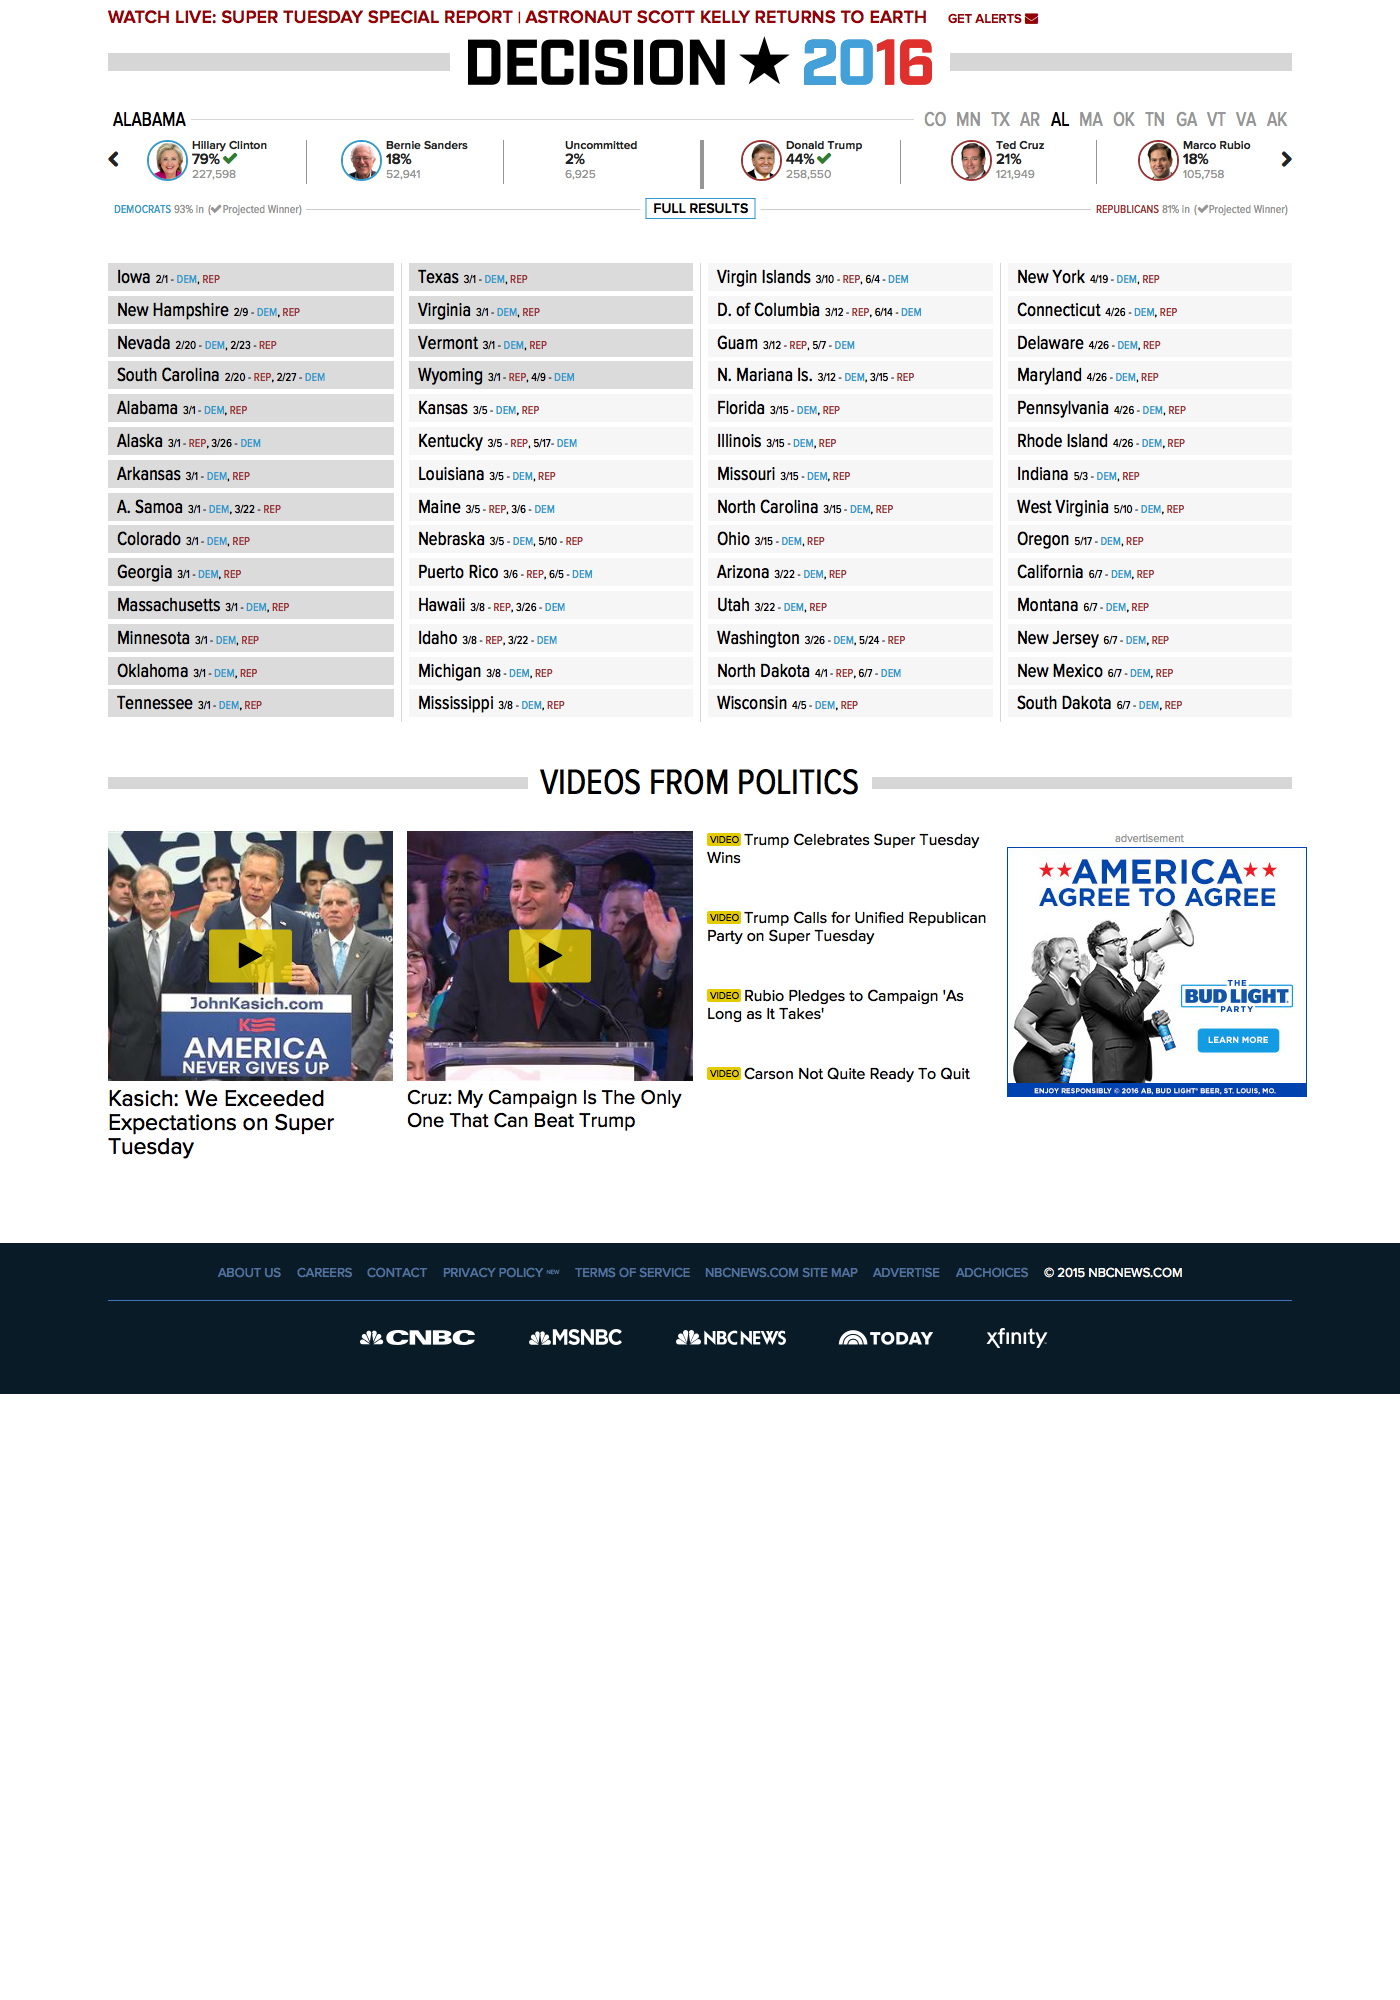 WATCH LIVE: SUPER TUESDAY SPECIAL REPORT | ASTRONAUT SCOTT KELLY RETURNS TO EARTH GET ALERTS
DECISION ★ 2016
ALABAMA CO MN TX AR AL MA OK TN GA VT VA AK
Hillary Clinton
79%
227,598
Bernie Sanders
18%
52,941
Uncommitted
2%
6,925
Donald Trump
44%
258,550
Ted Cruz
21%
121,949
Marco Rubio
18%
105,758
DEMOCRATS 93% In (✔Projected Winner)
FULL RESULTS
REPUBLICANS 81% In (✔Projected Winner)
Iowa 2/1 - DEM, REP
New Hampshire 2/9 - DEM, REP
Nevada 2/20 - DEM, 2/23 - REP
South Carolina 2/20 - REP, 2/27 - DEM
Alabama 3/1 - DEM, REP
Alaska 3/1 - REP, 3/26 - DEM
Arkansas 3/1 - DEM, REP
A. Samoa 3/1 - DEM, 3/22 - REP
Colorado 3/1 - DEM, REP
Georgia 3/1 - DEM, REP
Massachusetts 3/1 - DEM, REP
Minnesota 3/1 - DEM, REP
Oklahoma 3/1 - DEM, REP
Tennessee 3/1 - DEM, REP
Texas 3/1 - DEM, REP
Virginia 3/1 - DEM, REP
Vermont 3/1 - DEM, REP
Wyoming 3/1 - REP, 4/9 - DEM
Kansas 3/5 - DEM, REP
Kentucky 3/5 - REP, 5/17- DEM
Louisiana 3/5 - DEM, REP
Maine 3/5 - REP, 3/6 - DEM
Nebraska 3/5 - DEM, 5/10 - REP
Puerto Rico 3/6 - REP, 6/5 - DEM
Hawaii 3/8 - REP, 3/26 - DEM
Idaho 3/8 - REP, 3/22 - DEM
Michigan 3/8 - DEM, REP
Mississippi 3/8 - DEM, REP
Virgin Islands 3/10 - REP, 6/4 - DEM
D. of Columbia 3/12 - REP, 6/14 - DEM
Guam 3/12 - REP, 5/7 - DEM
N. Mariana Is. 3/12 - DEM, 3/15 - REP
Florida 3/15 - DEM, REP
Illinois 3/15 - DEM, REP
Missouri 3/15 - DEM, REP
North Carolina 3/15 - DEM, REP
Ohio 3/15 - DEM, REP
Arizona 3/22 - DEM, REP
Utah 3/22 - DEM, REP
Washington 3/26 - DEM, 5/24 - REP
North Dakota 4/1 - REP, 6/7 - DEM
Wisconsin 4/5 - DEM, REP
New York 4/19 - DEM, REP
Connecticut 4/26 - DEM, REP
Delaware 4/26 - DEM, REP
Maryland 4/26 - DEM, REP
Pennsylvania 4/26 - DEM, REP
Rhode Island 4/26 - DEM, REP
Indiana 5/3 - DEM, REP
West Virginia 5/10 - DEM, REP
Oregon 5/17 - DEM, REP
California 6/7 - DEM, REP
Montana 6/7 - DEM, REP
New Jersey 6/7 - DEM, REP
New Mexico 6/7 - DEM, REP
South Dakota 6/7 - DEM, REP
VIDEOS FROM POLITICS
Kasic
JohnKasich.com
K
AMERICA
NEVER GIVES UP
Kasich: We Exceeded
Expectations on Super
Tuesday
Cruz: My Campaign Is The Only
One That Can Beat Trump
VIDEO Trump Celebrates Super Tuesday
Wins
VIDEO Trump Calls for Unified Republican
Party on Super Tuesday
VIDEO Rubio Pledges to Campaign 'As
Long as It Takes'
VIDEO Carson Not Quite Ready To Quit
advertisement
★★AMERICA★★
AGREE TO AGREE
THE
BUD LIGHT
PARTY
LEARN MORE
ENJOY RESPONSIBLY © 2016 AB, BUD LIGHT® BEER, ST. LOUIS, MO.
ABOUT US CAREERS CONTACT PRIVACY POLICY NEW TERMS OF SERVICE NBCNEWS.COM SITE MAP ADVERTISE ADCHOICES © 2015 NBCNEWS.COM
CNBC MSNBC NBC NEWS TODAY xfinity